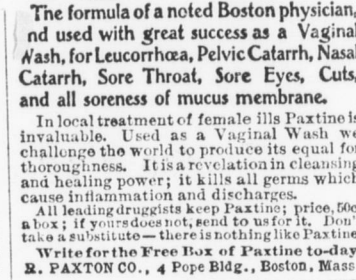 The formula of a noted Boston physician,
nd used with great success as a Vaginal
Wash, for Leucorrhœa, Pelvic Catarrh, Nasal
Catarrh, Sore Throat, Sore Eyes, Cuts,
and all soreness of mucus membrane.
In local treatment of female ills Paxtine is
invaluable. Used as a Vaginal Wash we
challenge the world to produce its equal for
thoroughness. It is a revelation in cleansing
and healing power; it kills all germs which
cause inflammation and discharges.
All leading druggists keep Paxtine; price, 50c
a box; if yours does not, send to us for it. Don't
take a substitute — there is nothing like Paxtine
Write for the Free Box of Paxtine to-day
R. PAXTON CO., 4 Pope Bldg., Boston, Mass